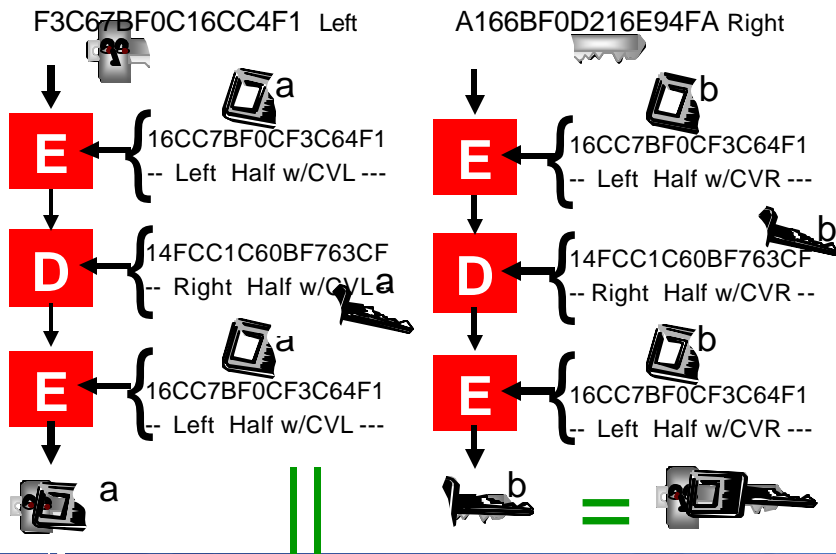 F3C67BF0C16CC4F1 Left
A166BF0D216E94FA Right
a
E
16CC7BF0CF3C64F1
-- Left Half w/CVL ---
D
14FCC1C60BF763CF
-- Right Half w/CVL -
a
a
E
16CC7BF0CF3C64F1
-- Left Half w/CVL ---
a
b
E
16CC7BF0CF3C64F1
-- Left Half w/CVR ---
b
D
14FCC1C60BF763CF
-- Right Half w/CVR --
b
E
16CC7BF0CF3C64F1
-- Left Half w/CVR ---
b
||
=